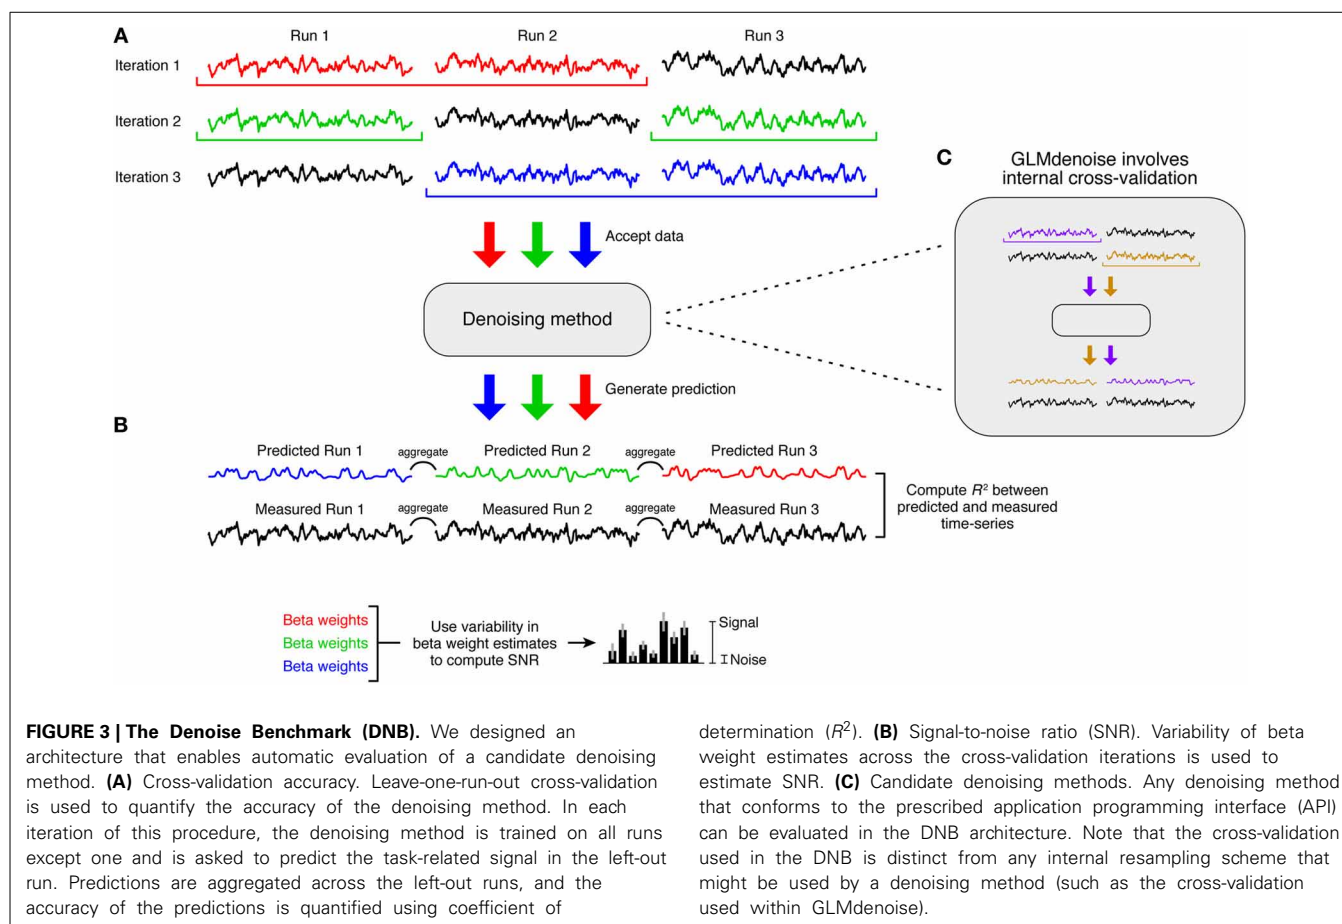 A
Run 1
Run 2
Run 3
Iteration 1
Iteration 2
Iteration 3
Accept data
Denoising method
Generate prediction
C
GLMdenoise involves
internal cross-validation
B
Predicted Run 1
aggregate
Predicted Run 2
aggregate
Predicted Run 3
Measured Run 1
aggregate
Measured Run 2
aggregate
Measured Run 3
Compute R² between
predicted and measured
time-series
Beta weights
Beta weights
Beta weights
Use variability in
beta weight estimates
to compute SNR
Signal
Noise
FIGURE 3 | The Denoise Benchmark (DNB). We designed an
architecture that enables automatic evaluation of a candidate denoising
method. (A) Cross-validation accuracy. Leave-one-run-out cross-validation
is used to quantify the accuracy of the denoising method. In each
iteration of this procedure, the denoising method is trained on all runs
except one and is asked to predict the task-related signal in the left-out
run. Predictions are aggregated across the left-out runs, and the
accuracy of the predictions is quantified using coefficient of
determination (R²). (B) Signal-to-noise ratio (SNR). Variability of beta
weight estimates across the cross-validation iterations is used to
estimate SNR. (C) Candidate denoising methods. Any denoising method
that conforms to the prescribed application programming interface (API)
can be evaluated in the DNB architecture. Note that the cross-validation
used in the DNB is distinct from any internal resampling scheme that
might be used by a denoising method (such as the cross-validation
used within GLMdenoise).